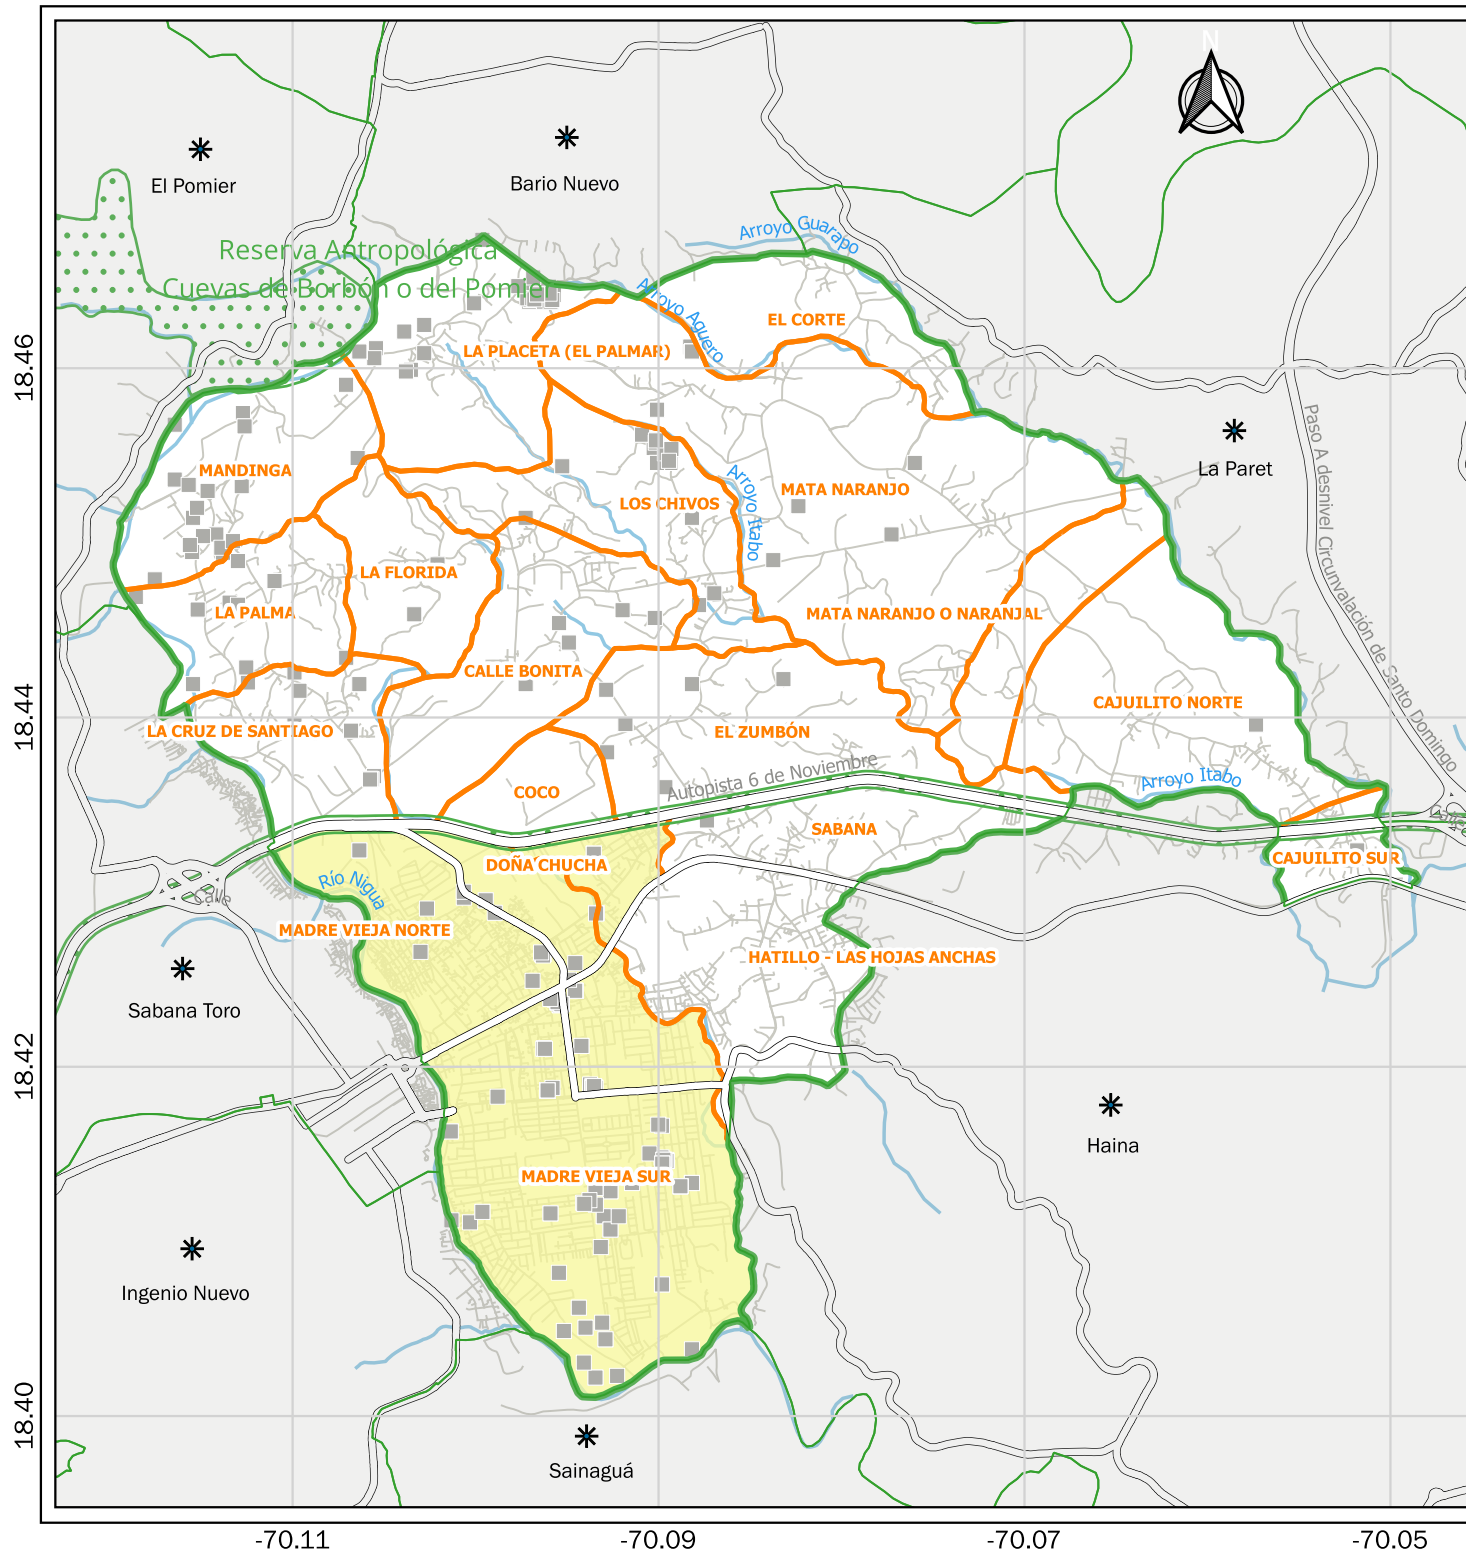 N
El Pomier
Bario Nuevo
Arroyo Guarapo
Reserva Antropológica
Cuevas de Borbón o del Pomier
Arroyo Aguero
EL CORTE
LA PLACETA (EL PALMAR)
18.46
Paso A desnivel Circunvalación de Santo Domingo
La Paret
MANDINGA
Arroyo Itabo
MATA NARANJO
LOS CHIVOS
LA FLORIDA
LA PALMA
MATA NARANJO O NARANJAL
CALLE BONITA
CAJUILITO NORTE
18.44
LA CRUZ DE SANTIAGO
EL ZUMBÓN
Autopista 6 de Noviembre
Arroyo Itabo
COCO
SABANA
Calle
DOÑA CHUCHA
CAJUILITO SUR
Río Nigua
Calle
MADRE VIEJA NORTE
HATILLO - LAS HOJAS ANCHAS
Sabana Toro
18.42
Haina
MADRE VIEJA SUR
Ingenio Nuevo
18.40
Sainaguá
-70.11
-70.09
-70.07
-70.05